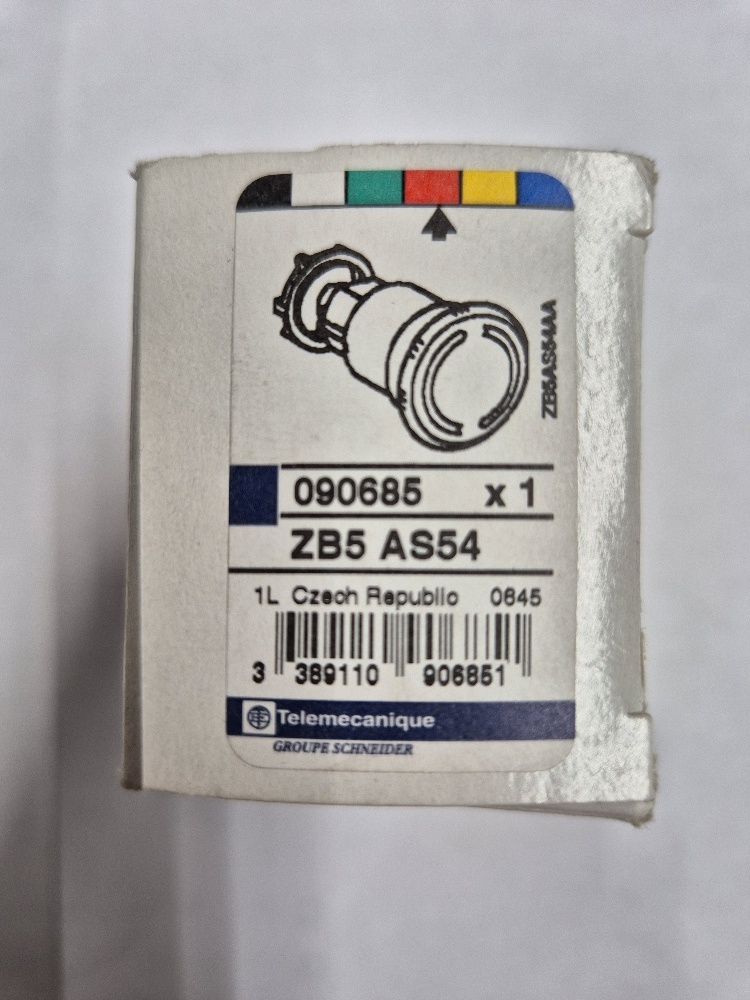 ZB5AS54AA
090685 x 1
ZB5 AS54
1L Czech Republic 0645
3 389110 906851
Telemecanique
GROUPE SCHNEIDER